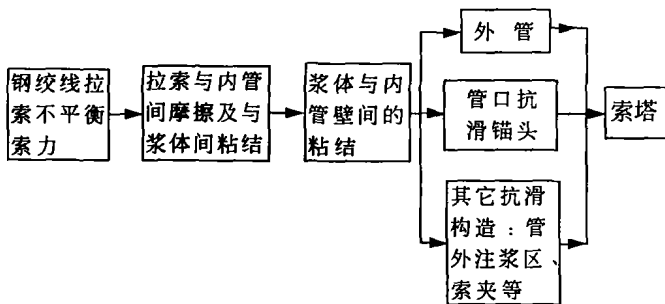 钢绞线拉
索不平衡
索力
拉索与内管
间摩擦及与
浆体间粘结
浆体与内
管壁间的
粘结
外管
管口抗
滑锚头
其它抗滑
构造：管
外注浆区、
索夹等
索塔